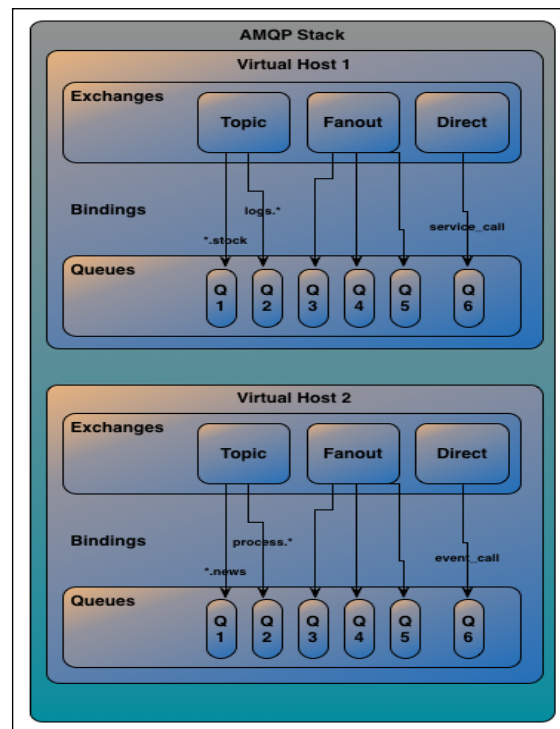 AMQP Stack
Virtual Host 1
Exchanges
Topic
Fanout
Direct
Bindings
logs.*
*.stock
service_call
Queues
Q 1
Q 2
Q 3
Q 4
Q 5
Q 6
Virtual Host 2
Exchanges
Topic
Fanout
Direct
Bindings
process.*
*.news
event_call
Queues
Q 1
Q 2
Q 3
Q 4
Q 5
Q 6